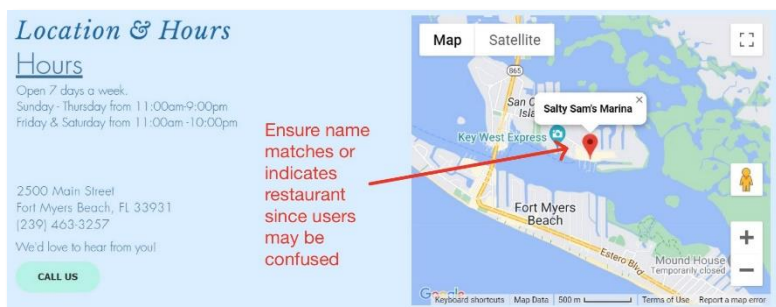 Location & Hours
Hours
Open 7 days a week.
Sunday - Thursday from 11:00am-9:00pm
Friday & Saturday from 11:00am -10:00pm
2500 Main Street
Fort Myers Beach, FL 33931
(239) 463-3257
We'd love to hear from you!
CALL US
Ensure name
matches or
indicates
restaurant
since users
may be
confused
Map Satellite
865
Salty Sam's Marina
San C
Isla
Key West Express
Fort Myers
Beach
Estero Blvd
Mound House
Temporarily closed
Google
Keyboard shortcuts Map Data 500 m Terms of Use Report a map error